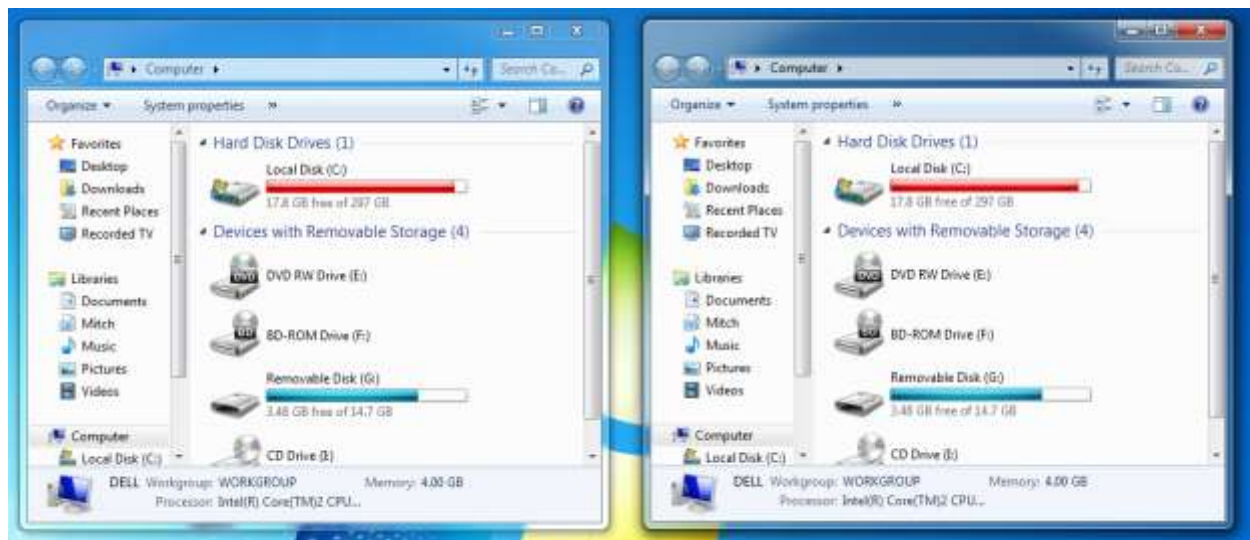 Computer
Search Co...
Organize
System properties
»
Favorites
Desktop
Downloads
Recent Places
Recorded TV
Libraries
Documents
Mitch
Music
Pictures
Videos
Computer
Local Disk (C:)
Hard Disk Drives (1)
Local Disk (C:)
17.8 GB free of 297 GB
Devices with Removable Storage (4)
DVD RW Drive (E:)
BD-ROM Drive (F:)
Removable Disk (G:)
3.48 GB free of 14.7 GB
CD Drive (I:)
DELL Workgroup: WORKGROUP Memory: 4.00 GB
Processor: Intel(R) Core(TM)2 CPU...
Computer
Search Co...
Organize
System properties
»
Favorites
Desktop
Downloads
Recent Places
Recorded TV
Libraries
Documents
Mitch
Music
Pictures
Videos
Computer
Local Disk (C:)
Hard Disk Drives (1)
Local Disk (C:)
17.8 GB free of 297 GB
Devices with Removable Storage (4)
DVD RW Drive (E:)
BD-ROM Drive (F:)
Removable Disk (G:)
3.48 GB free of 14.7 GB
CD Drive (I:)
DELL Workgroup: WORKGROUP Memory: 4.00 GB
Processor: Intel(R) Core(TM)2 CPU...